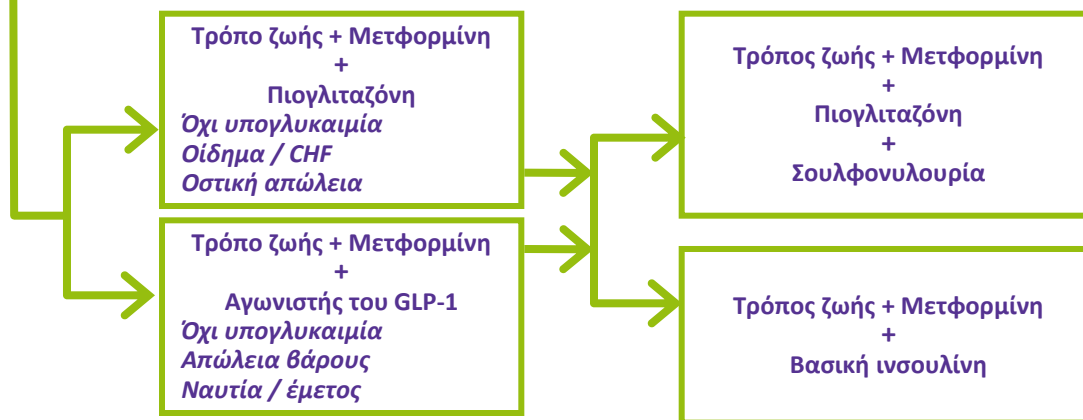 Τρόπο ζωής + Μετφορμίνη
+
Πιογλιταζόνη
Όχι υπογλυκαιμία
Οίδημα / CHF
Οστική απώλεια
Τρόπο ζωής + Μετφορμίνη
+
Αγωνιστής του GLP-1
Όχι υπογλυκαιμία
Απώλεια βάρους
Ναυτία / έμετος
Τρόπος ζωής + Μετφορμίνη
+
Πιογλιταζόνη
+
Σουλφονυλουρία
Τρόπος ζωής + Μετφορμίνη
+
Βασική ινσουλίνη